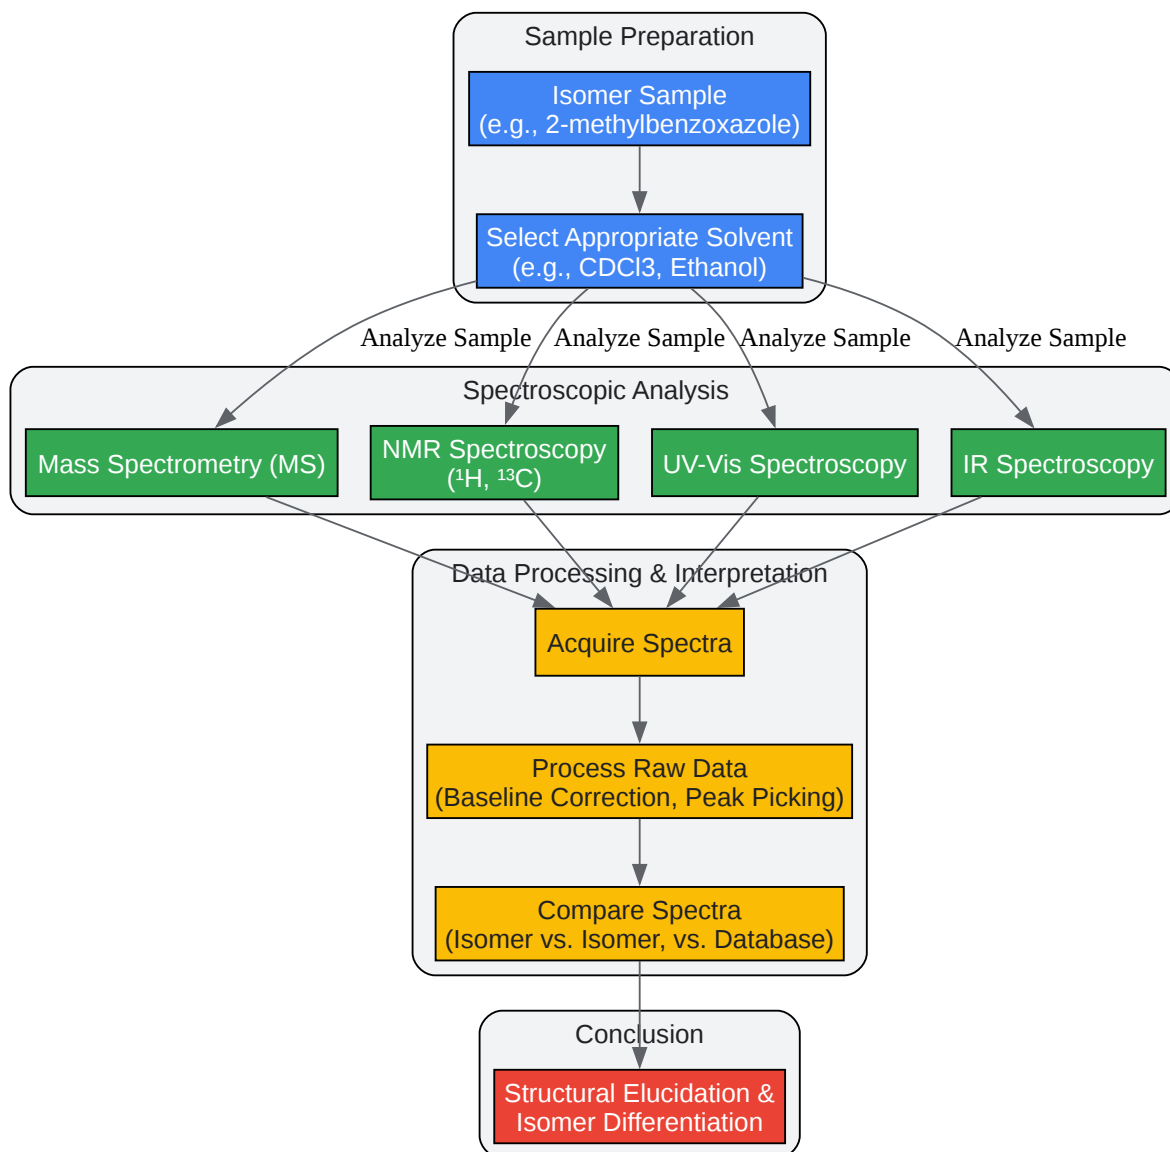 Sample Preparation
Isomer Sample
(e.g., 2-methylbenzoxazole)
Select Appropriate Solvent
(e.g., CDCl3, Ethanol)
Analyze Sample
Analyze Sample
Analyze Sample
Analyze Sample
Spectroscopic Analysis
Mass Spectrometry (MS)
NMR Spectroscopy
(¹H, ¹³C)
UV-Vis Spectroscopy
IR Spectroscopy
Data Processing & Interpretation
Acquire Spectra
Process Raw Data
(Baseline Correction, Peak Picking)
Compare Spectra
(Isomer vs. Isomer, vs. Database)
Conclusion
Structural Elucidation &
Isomer Differentiation